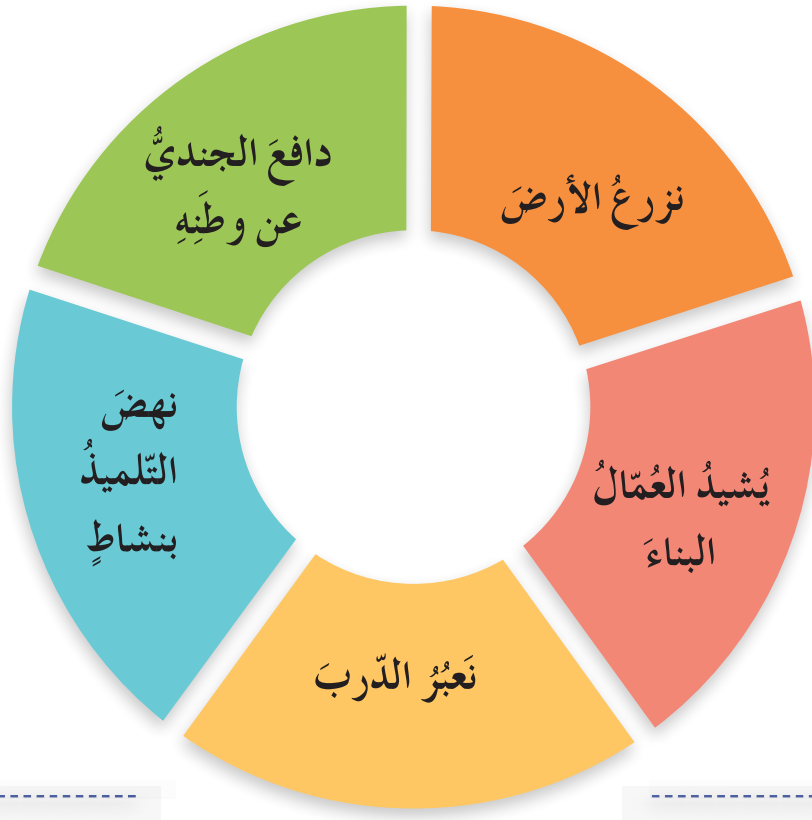 نزرعُ الأرضَ
يُشيدُ العُمّالُ
البناءَ
نَعبُرُ الدّربَ
نهضَ
التّلميذُ
بنشاطٍ
دافعَ الجنديُّ
عن وطَنِهِ